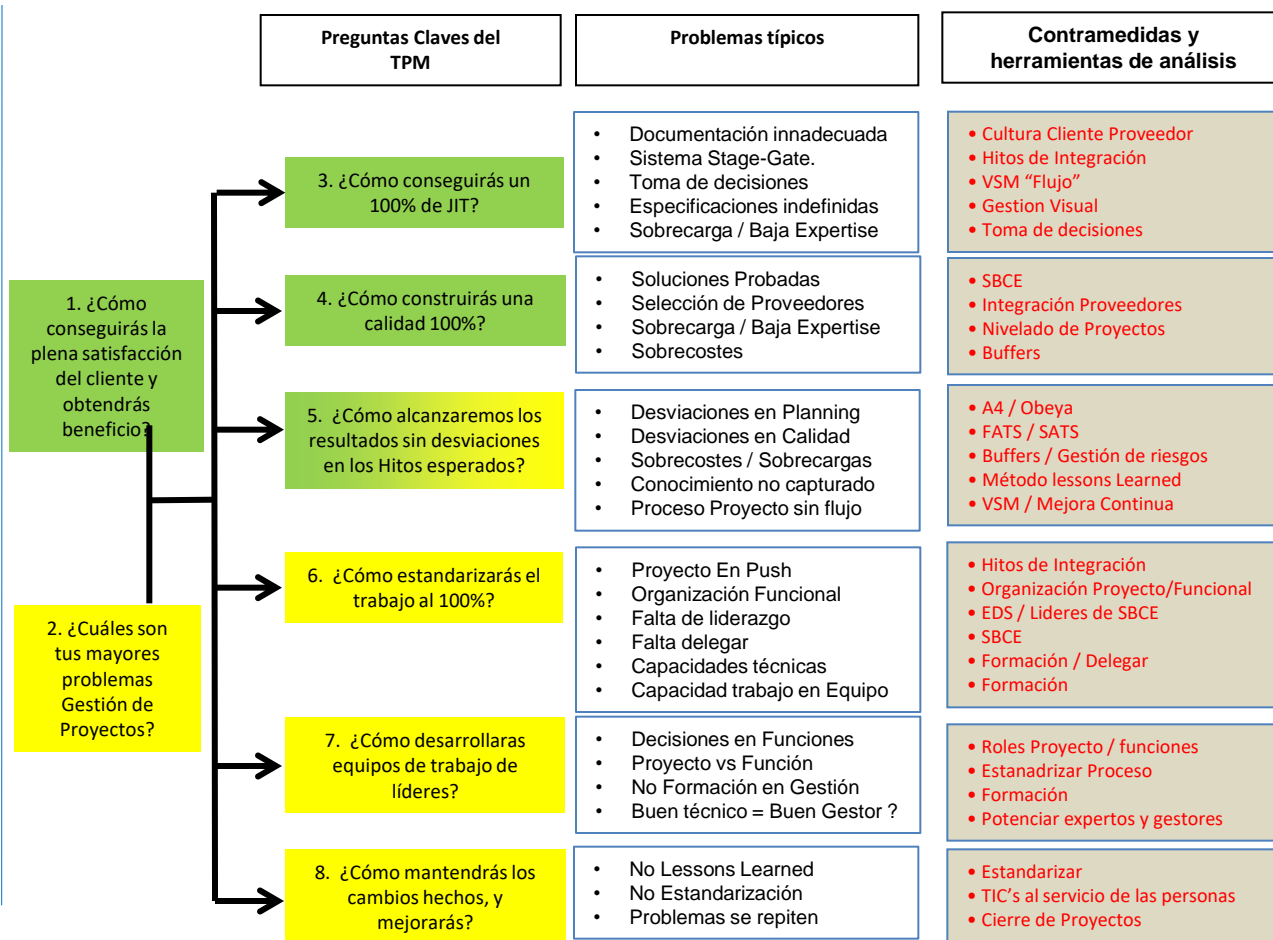 Preguntas Claves del
TPM
Problemas típicos
Contramedidas y
herramientas de análisis
1. ¿Cómo
conseguirás la
plena satisfacción
del cliente y
obtendrás
beneficio?
2. ¿Cuáles son
tus mayores
problemas
Gestión de
Proyectos?
3. ¿Cómo conseguirás un
100% de JIT?
• Documentación innadecuada
• Sistema Stage-Gate.
• Toma de decisiones
• Especificaciones indefinidas
• Sobrecarga / Baja Expertise
• Cultura Cliente Proveedor
• Hitos de Integración
• VSM “Flujo”
• Gestion Visual
• Toma de decisiones
4. ¿Cómo construirás una
calidad 100%?
• Soluciones Probadas
• Selección de Proveedores
• Sobrecarga / Baja Expertise
• Sobrecostes
• SBCE
• Integración Proveedores
• Nivelado de Proyectos
• Buffers
5. ¿Cómo alcanzaremos los
resultados sin desviaciones
en los Hitos esperados?
• Desviaciones en Planning
• Desviaciones en Calidad
• Sobrecostes / Sobrecargas
• Conocimiento no capturado
• Proceso Proyecto sin flujo
• A4 / Obeya
• FATS / SATS
• Buffers / Gestión de riesgos
• Método lessons Learned
• VSM / Mejora Continua
6. ¿Cómo estandarizarás el
trabajo al 100%?
• Proyecto En Push
• Organización Funcional
• Falta de liderazgo
• Falta delegar
• Capacidades técnicas
• Capacidad trabajo en Equipo
• Hitos de Integración
• Organización Proyecto/Funcional
• EDS / Lideres de SBCE
• SBCE
• Formación / Delegar
• Formación
7. ¿Cómo desarrollaras
equipos de trabajo de
líderes?
• Decisiones en Funciones
• Proyecto vs Función
• No Formación en Gestión
• Buen técnico = Buen Gestor ?
• Roles Proyecto / funciones
• Estanadrizar Proceso
• Formación
• Potenciar expertos y gestores
8. ¿Cómo mantendrás los
cambios hechos, y
mejorarás?
• No Lessons Learned
• No Estandarización
• Problemas se repiten
• Estandarizar
• TIC’s al servicio de las personas
• Cierre de Proyectos